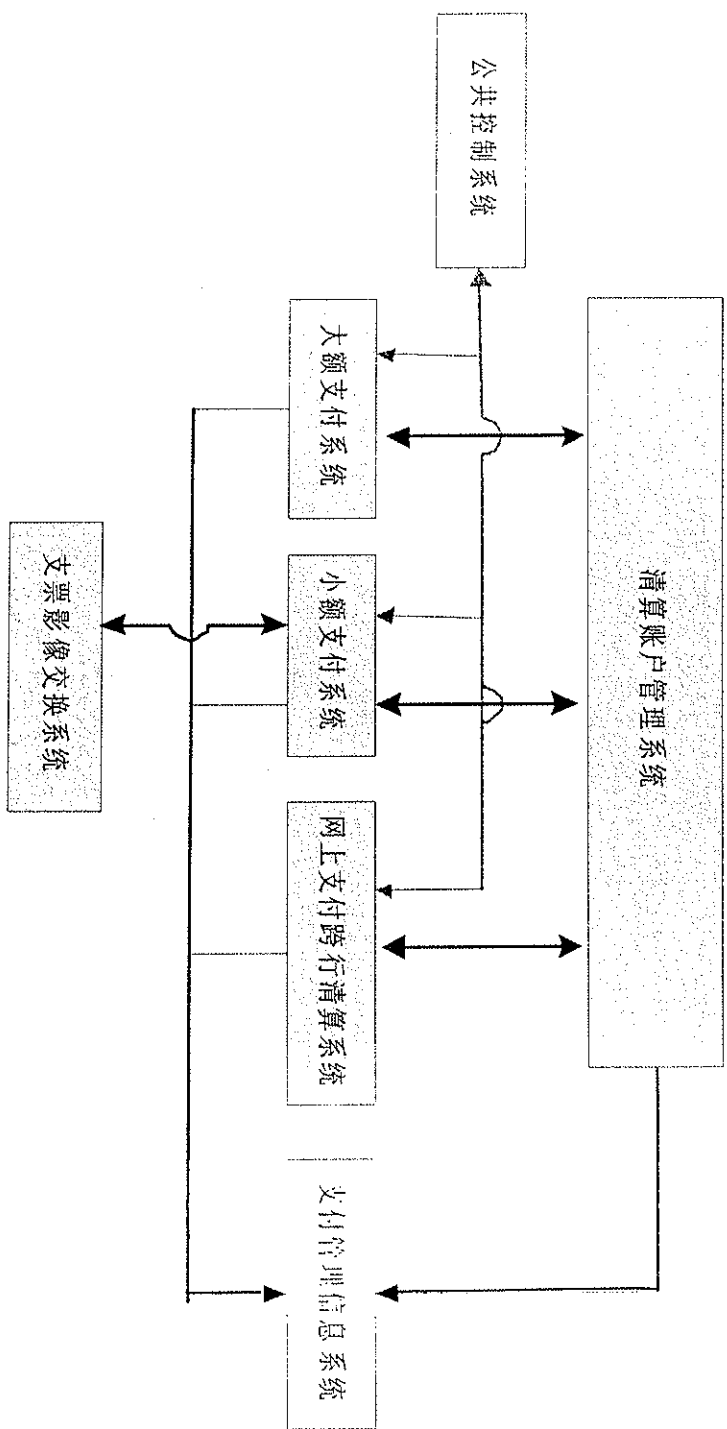 清算账户管理系统
公共控制系统
大额支付系统
小额支付系统
网上支付跨行清算系统
支付管理信息系统
支票影像交换系统